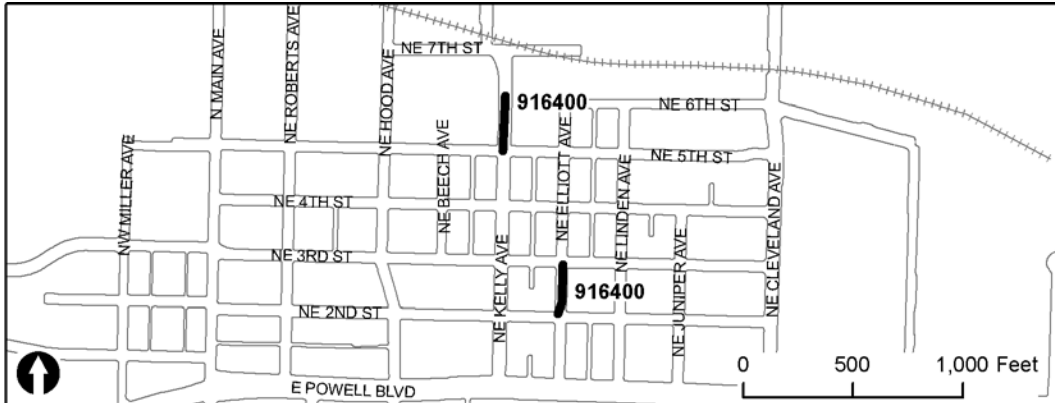 NE 7TH ST
N MAIN AVE
NE ROBERTS AVE
NE HOOD AVE
916400
NE 6TH ST
NW MILLER AVE
NE BEECH AVE
NE ELLIOTT AVE
NE 5TH ST
NE LINDEN AVE
NE CLEVELAND AVE
NE 4TH ST
NE 3RD ST
NE KELLY AVE
NE JUNIPER AVE
916400
NE 2ND ST
0 500 1,000 Feet
E POWELL BLVD